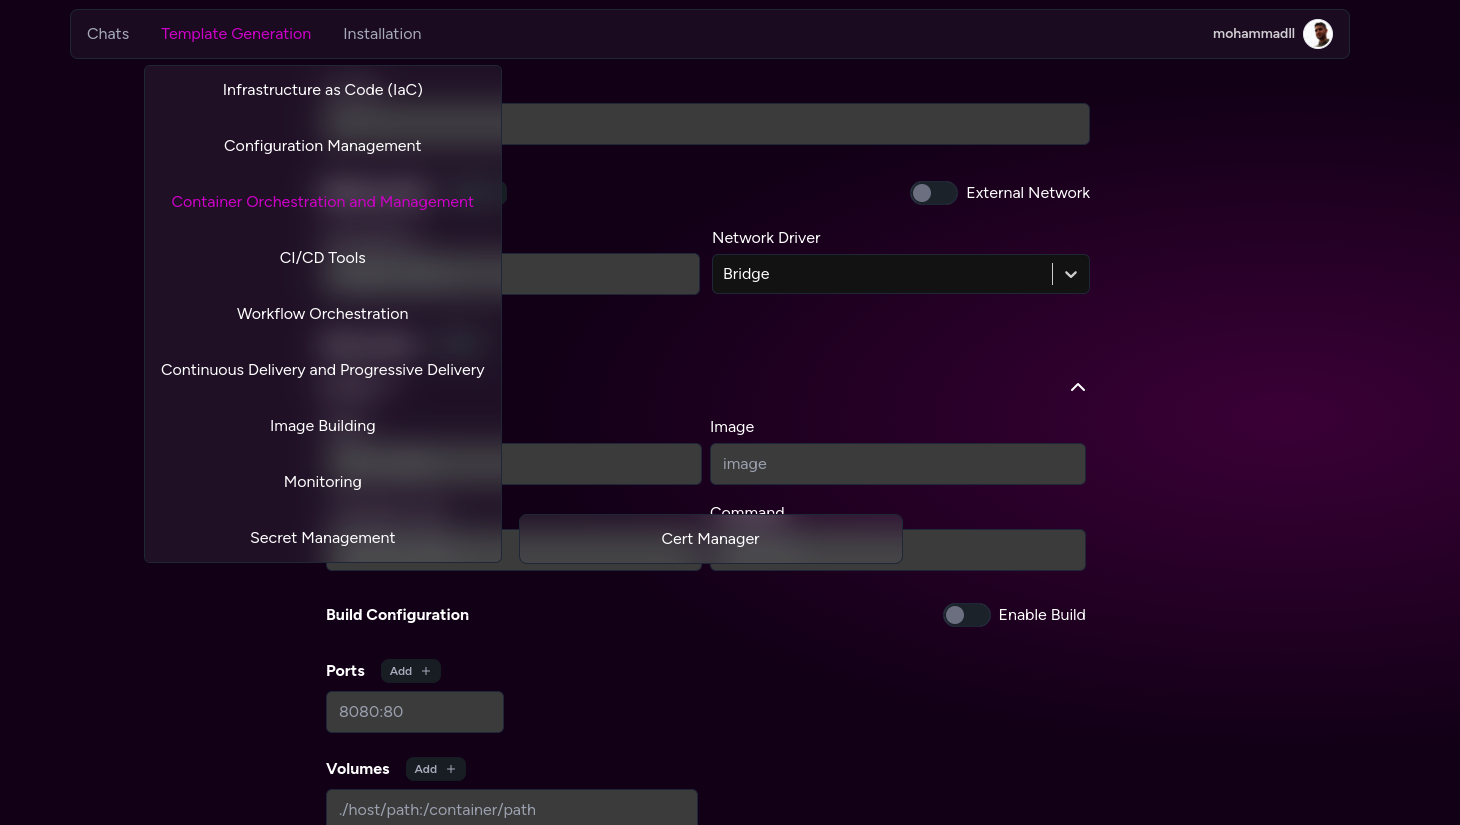 Chats
Template Generation
Installation
mohammadll
Infrastructure as Code (IaC)
Configuration Management
Container Orchestration and Management
External Network
CI/CD Tools
Network Driver
Bridge
Workflow Orchestration
Continuous Delivery and Progressive Delivery
Image Building
Image
image
Monitoring
Command
Secret Management
Cert Manager
Build Configuration
Enable Build
Ports
Add +
8080:80
Volumes
Add +
./host/path:/container/path